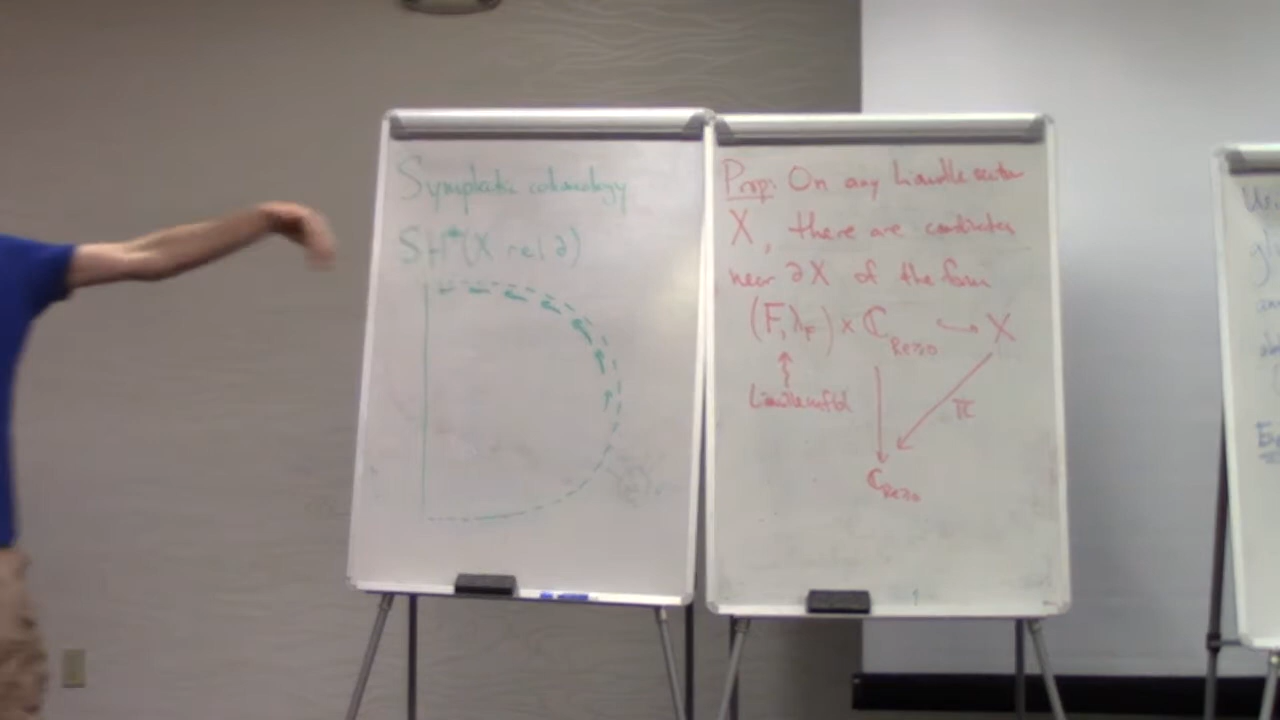 Symplectic cohomology
SH*(X rel ∂)
Prop: On any Liouville sector
X, there are coordinates
near ∂X of the form
(F, λ_F) × ℂ_{Re≥0} ↪ X
Liouville mfld
π
ℂ_{Re≥0}